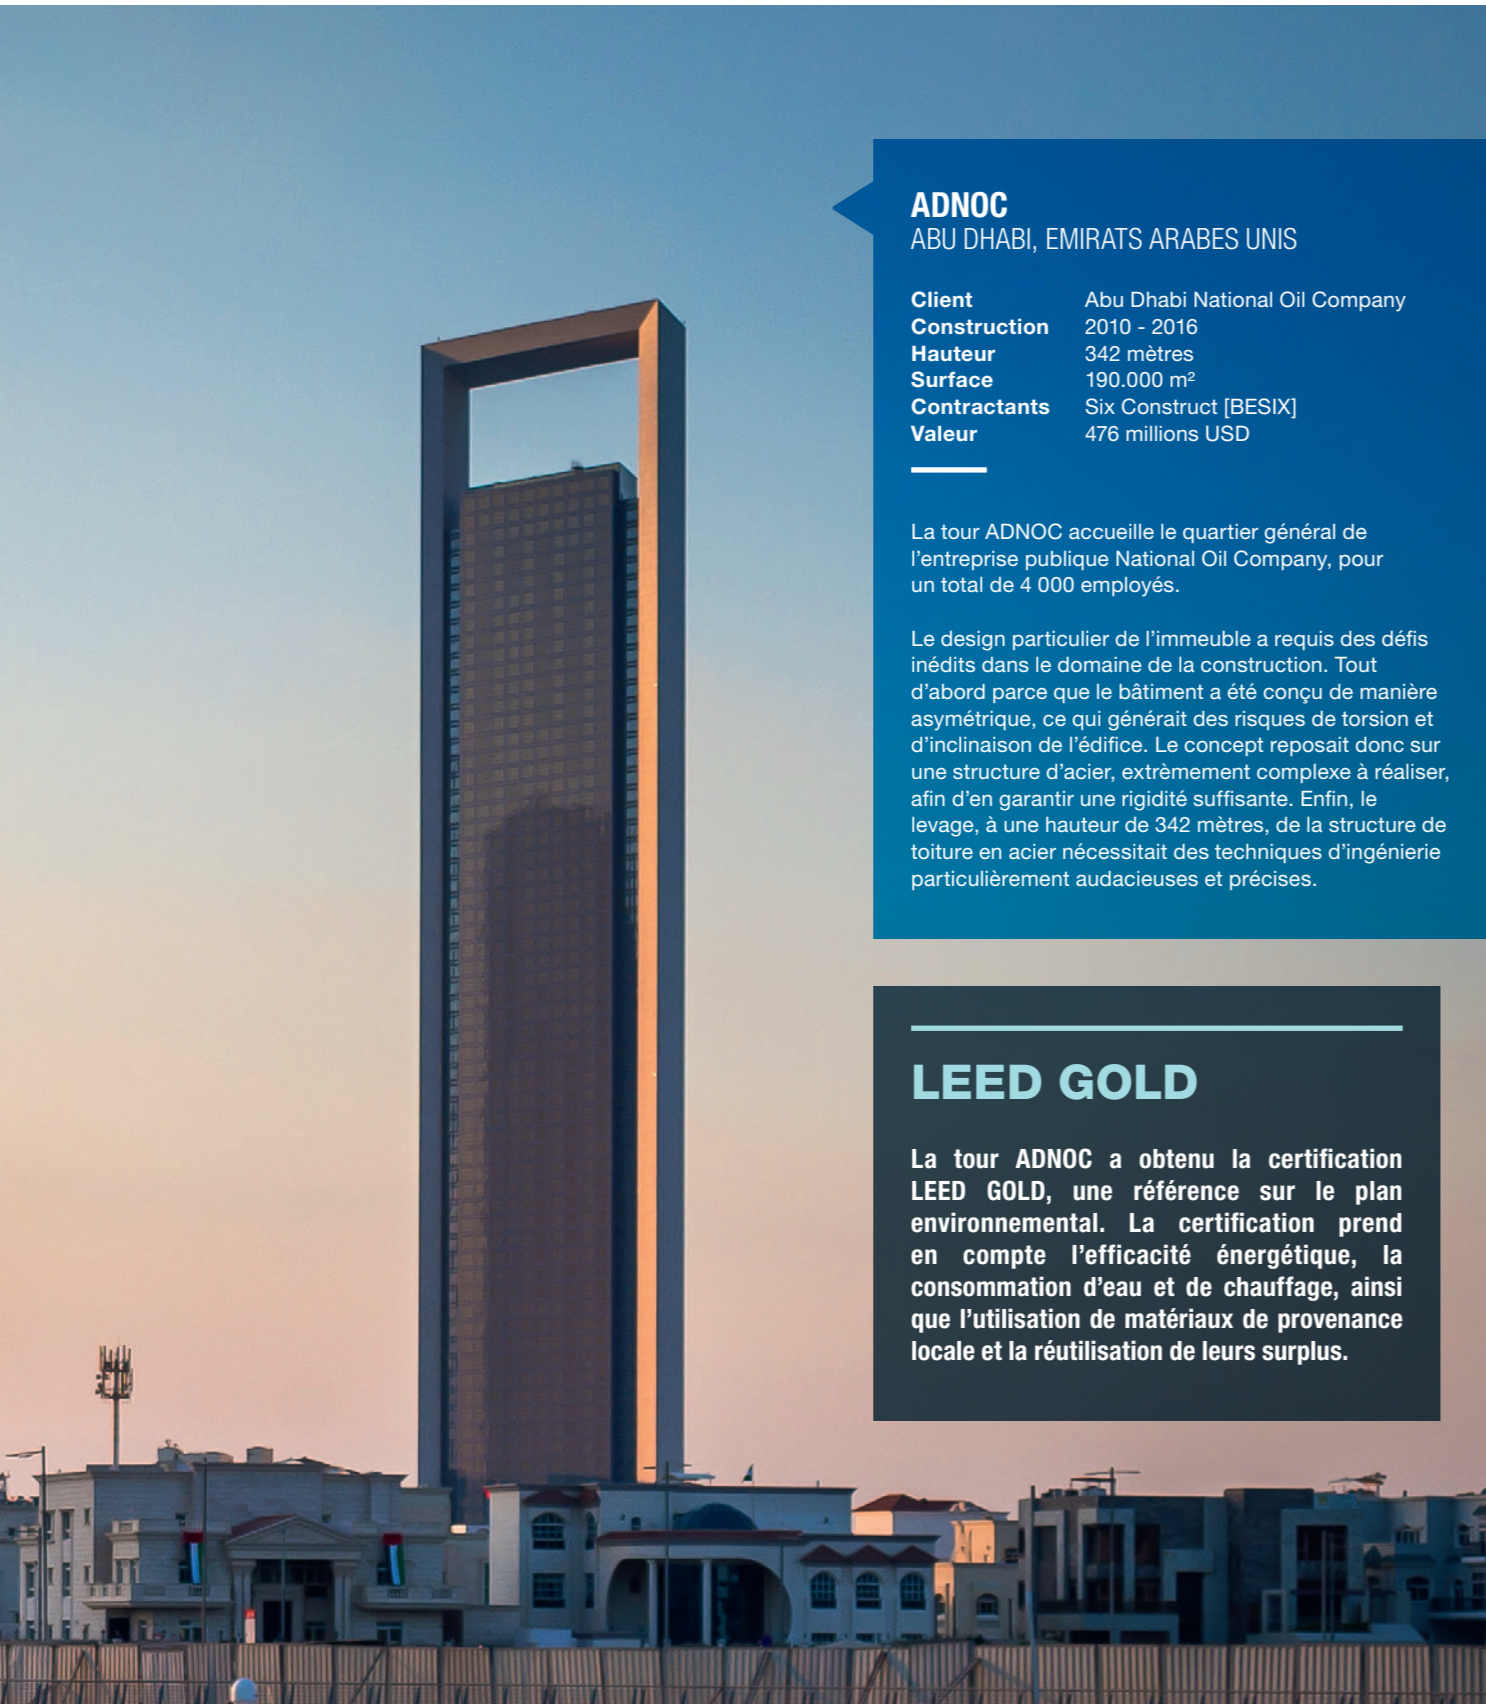 ADNOC
ABU DHABI, EMIRATS ARABES UNIS
Client Abu Dhabi National Oil Company
Construction 2010 - 2016
Hauteur 342 mètres
Surface 190.000 m²
Contractants Six Construct [BESIX]
Valeur 476 millions USD
La tour ADNOC accueille le quartier général de
l’entreprise publique National Oil Company, pour
un total de 4 000 employés.
Le design particulier de l’immeuble a requis des défis
inédits dans le domaine de la construction. Tout
d’abord parce que le bâtiment a été conçu de manière
asymétrique, ce qui générait des risques de torsion et
d’inclinaison de l’édifice. Le concept reposait donc sur
une structure d’acier, extrèmement complexe à réaliser,
afin d’en garantir une rigidité suffisante. Enfin, le
levage, à une hauteur de 342 mètres, de la structure de
toiture en acier nécessitait des techniques d’ingénierie
particulièrement audacieuses et précises.
LEED GOLD
La tour ADNOC a obtenu la certification
LEED GOLD, une référence sur le plan
environnemental. La certification prend
en compte l’efficacité énergétique, la
consommation d’eau et de chauffage, ainsi
que l’utilisation de matériaux de provenance
locale et la réutilisation de leurs surplus.